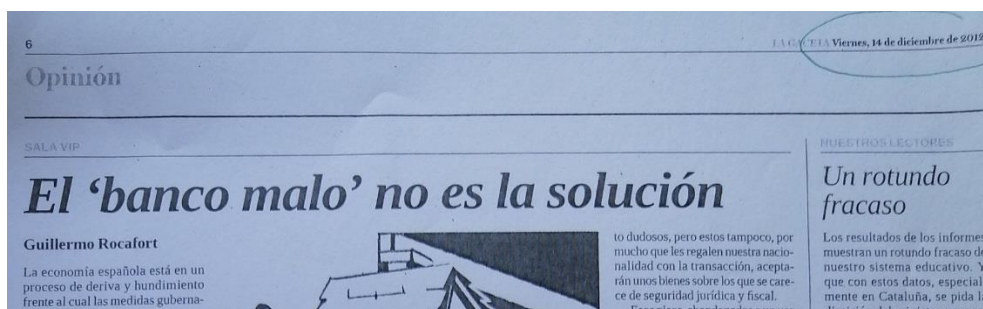 6
LA GACETA Viernes, 14 de diciembre de 2012
Opinión
SALA VIP
El ‘banco malo’ no es la solución
Guillermo Rocafort
La economía española está en un
proceso de deriva y hundimiento
frente al cual las medidas guberna-
to dudosos, pero estos tampoco, por
mucho que les regalen nuestra nacio-
nalidad con la transacción, acepta-
rán unos bienes sobre los que se care-
ce de seguridad jurídica y fiscal.
NUESTROS LECTORES
Un rotundo
fracaso
Los resultados de los informes
muestran un rotundo fracaso de
nuestro sistema educativo. Y
que con estos datos, especial-
mente en Cataluña, se pida la